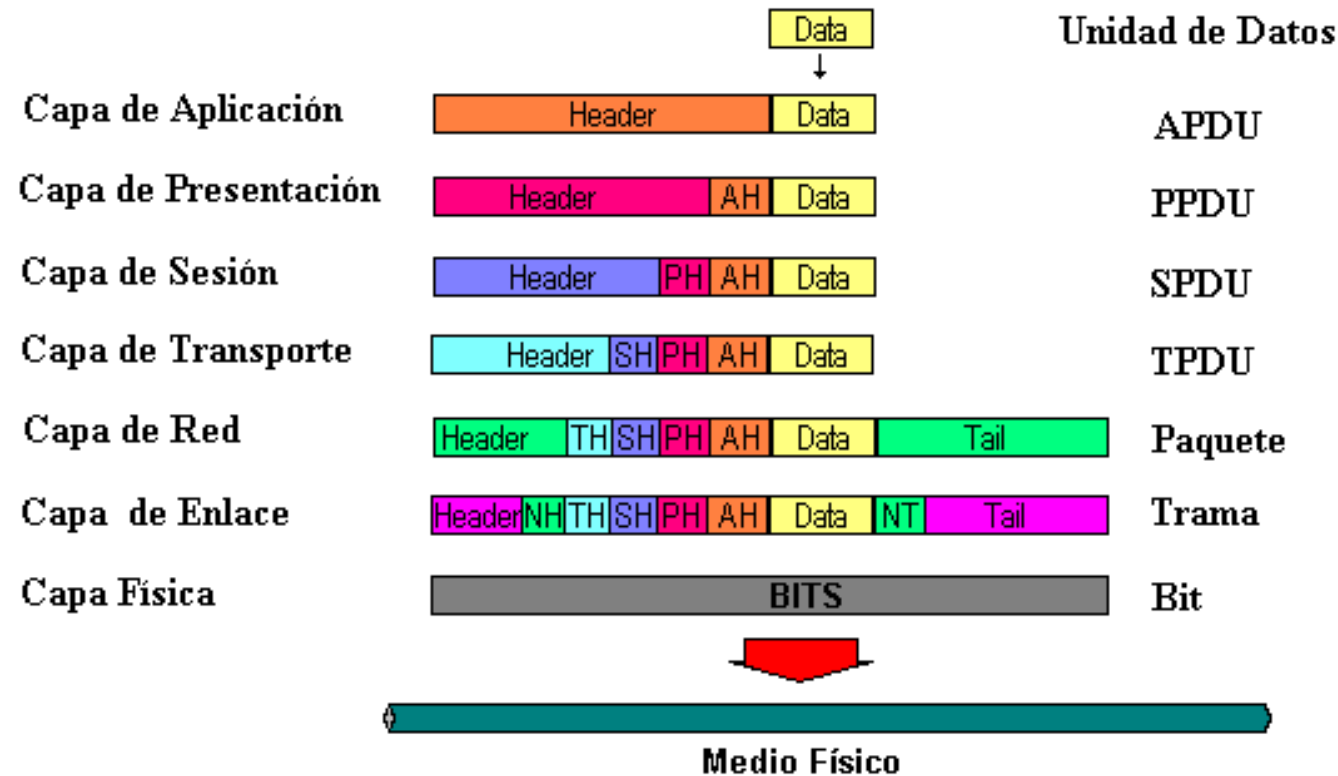 Data Unidad de Datos
Capa de Aplicación Header Data APDU
Capa de Presentación Header AH Data PPDU
Capa de Sesión Header PH AH Data SPDU
Capa de Transporte Header SH PH AH Data TPDU
Capa de Red Header TH SH PH AH Data Tail Paquete
Capa de Enlace Header NH TH SH PH AH Data NT Tail Trama
Capa Física BITS Bit
Medio Físico